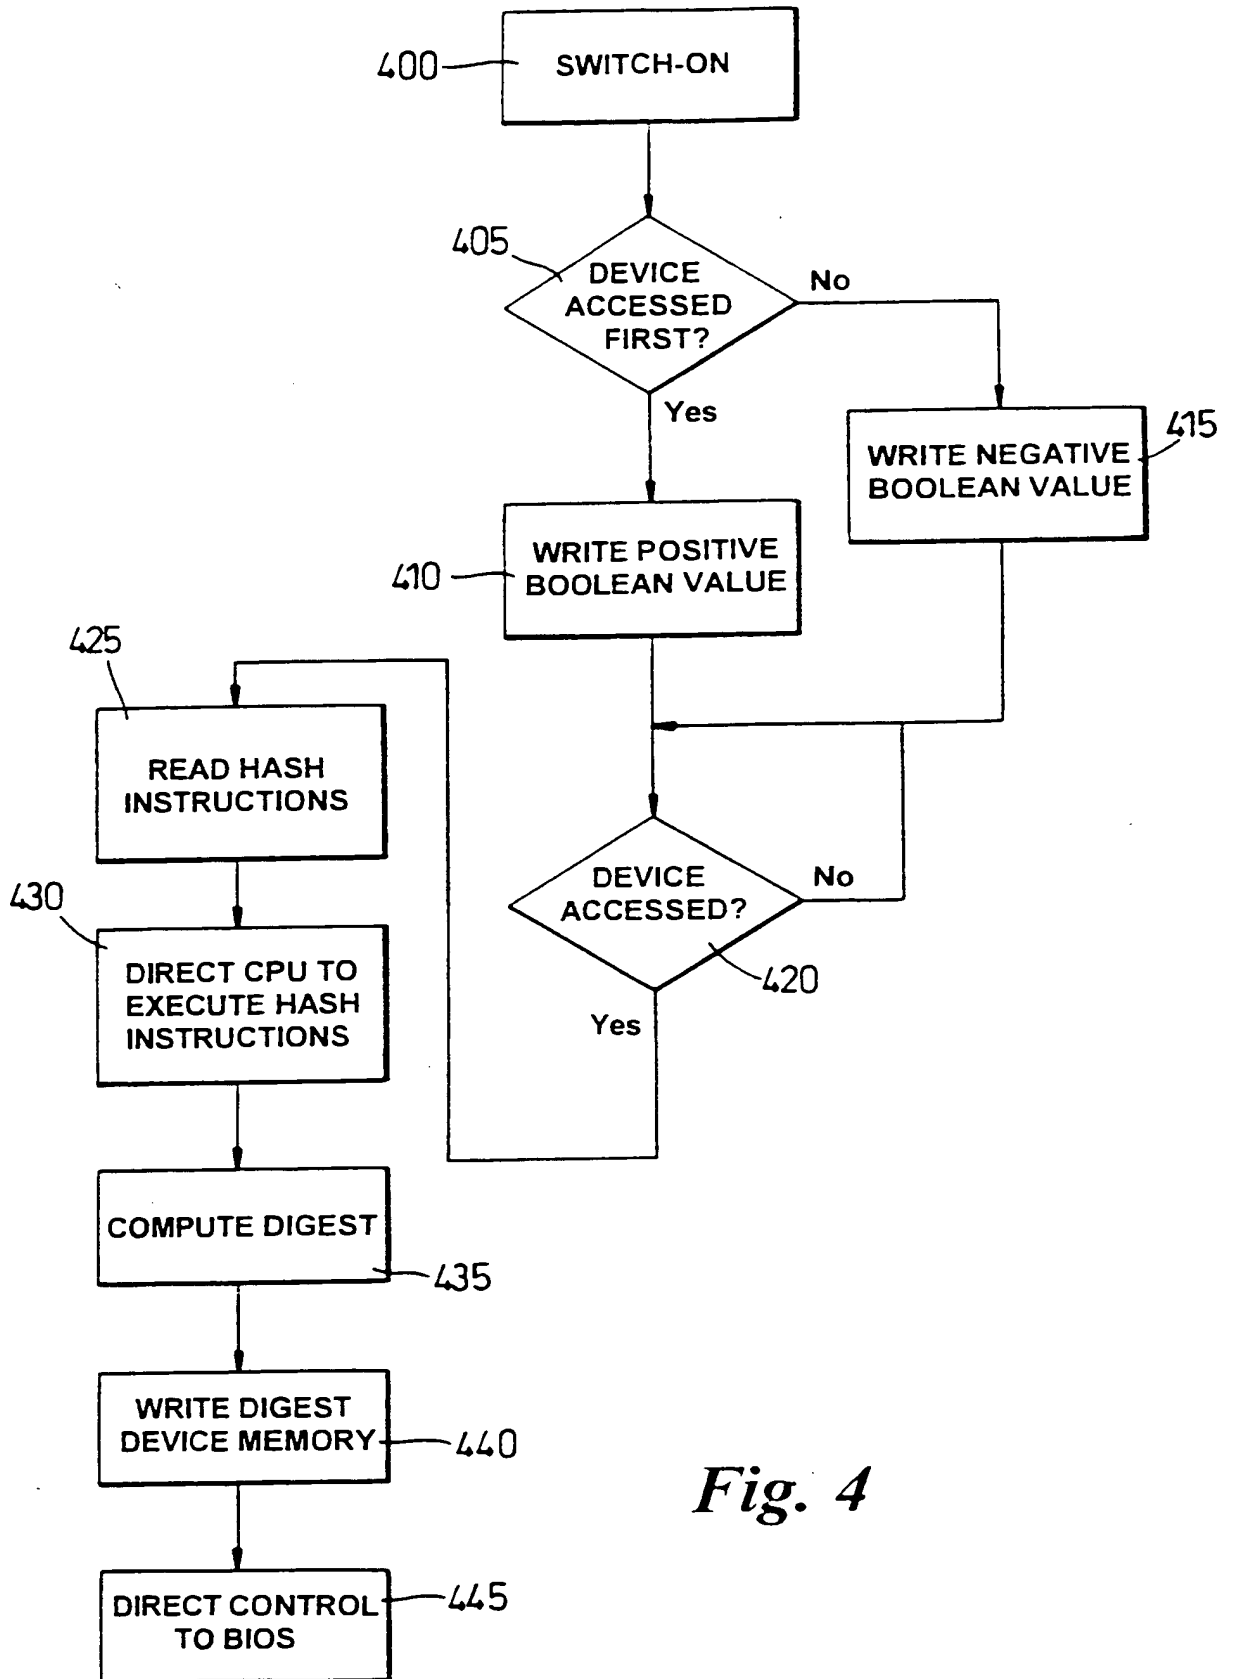 400
SWITCH-ON
405
DEVICE
ACCESSED
FIRST?
No
Yes
415
WRITE NEGATIVE
BOOLEAN VALUE
410
WRITE POSITIVE
BOOLEAN VALUE
425
READ HASH
INSTRUCTIONS
DEVICE
ACCESSED?
No
420
Yes
430
DIRECT CPU TO
EXECUTE HASH
INSTRUCTIONS
COMPUTE DIGEST
435
WRITE DIGEST
DEVICE MEMORY
440
Fig. 4
DIRECT CONTROL
TO BIOS
445